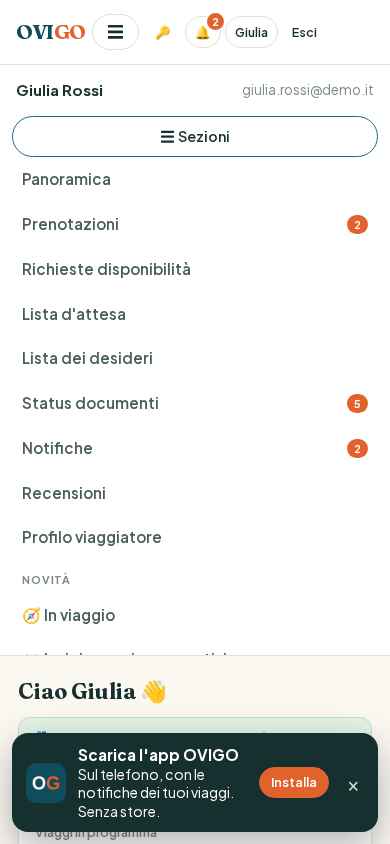 OVIGO ☰ 🔑 🔔 2 Giulia Esci
Giulia Rossi giulia.rossi@demo.it
☰ Sezioni
Panoramica
Prenotazioni 2
Richieste disponibilità
Lista d'attesa
Lista dei desideri
Status documenti 5
Notifiche 2
Recensioni
Profilo viaggiatore
NOVITÀ
🧭 In viaggio
Ciao Giulia 👋
OG
Scarica l'app OVIGO
Sul telefono, con le
notifiche dei tuoi viaggi.
Senza store.
Installa ×
Viaggi in programma